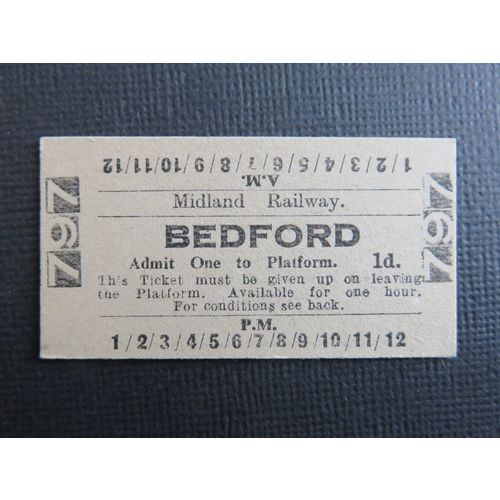 1/2/3/4/5/6/7/8/9/10/11/12
A.M.
Midland Railway.
BEDFORD
Admit One to Platform. 1d.
This Ticket must be given up on leaving
the Platform. Available for one hour.
For conditions see back.
P.M.
1/2/3/4/5/6/7/8/9/10/11/12
767
767